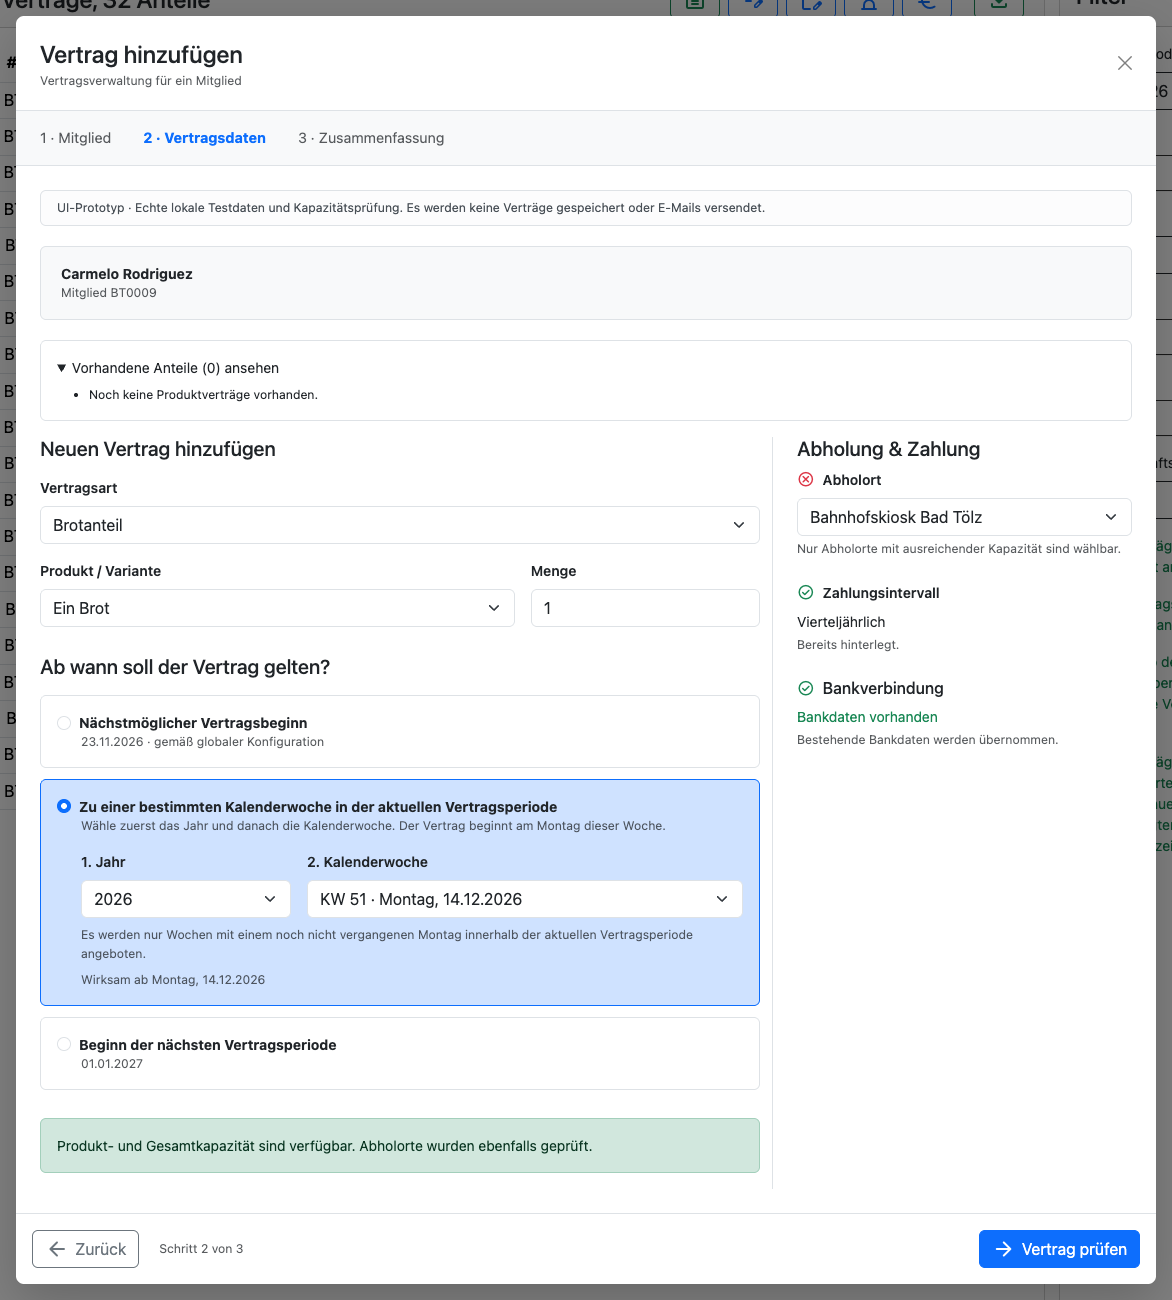 Verträge, 32 Anteile
Filter
Vertrag hinzufügen
Vertragsverwaltung für ein Mitglied
1 · Mitglied
2 · Vertragsdaten
3 · Zusammenfassung
UI-Prototyp · Echte lokale Testdaten und Kapazitätsprüfung. Es werden keine Verträge gespeichert oder E-Mails versendet.
Carmelo Rodriguez
Mitglied BT0009
Vorhandene Anteile (0) ansehen
• Noch keine Produktverträge vorhanden.
Neuen Vertrag hinzufügen
Vertragsart
Brotanteil
Produkt / Variante
Menge
Ein Brot
1
Ab wann soll der Vertrag gelten?
Nächstmöglicher Vertragsbeginn
23.11.2026 · gemäß globaler Konfiguration
Zu einer bestimmten Kalenderwoche in der aktuellen Vertragsperiode
Wähle zuerst das Jahr und danach die Kalenderwoche. Der Vertrag beginnt am Montag dieser Woche.
1. Jahr
2. Kalenderwoche
2026
KW 51 · Montag, 14.12.2026
Es werden nur Wochen mit einem noch nicht vergangenen Montag innerhalb der aktuellen Vertragsperiode
angeboten.
Wirksam ab Montag, 14.12.2026
Beginn der nächsten Vertragsperiode
01.01.2027
Produkt- und Gesamtkapazität sind verfügbar. Abholorte wurden ebenfalls geprüft.
Abholung & Zahlung
Abholort
Bahnhofskiosk Bad Tölz
Nur Abholorte mit ausreichender Kapazität sind wählbar.
Zahlungsintervall
Vierteljährlich
Bereits hinterlegt.
Bankverbindung
Bankdaten vorhanden
Bestehende Bankdaten werden übernommen.
Zurück
Schritt 2 von 3
Vertrag prüfen